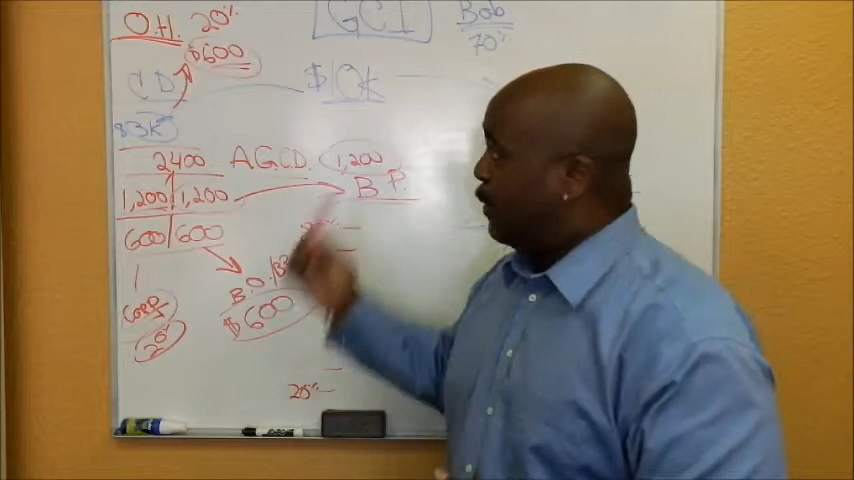 O.H. 20%
$600
GCI
Bob
70%
CD
$10K
$3K
2400 AGCD. 1,200
1,200 1,200
B.P.
600 600
B.O.
$600
CORP
20%
20%